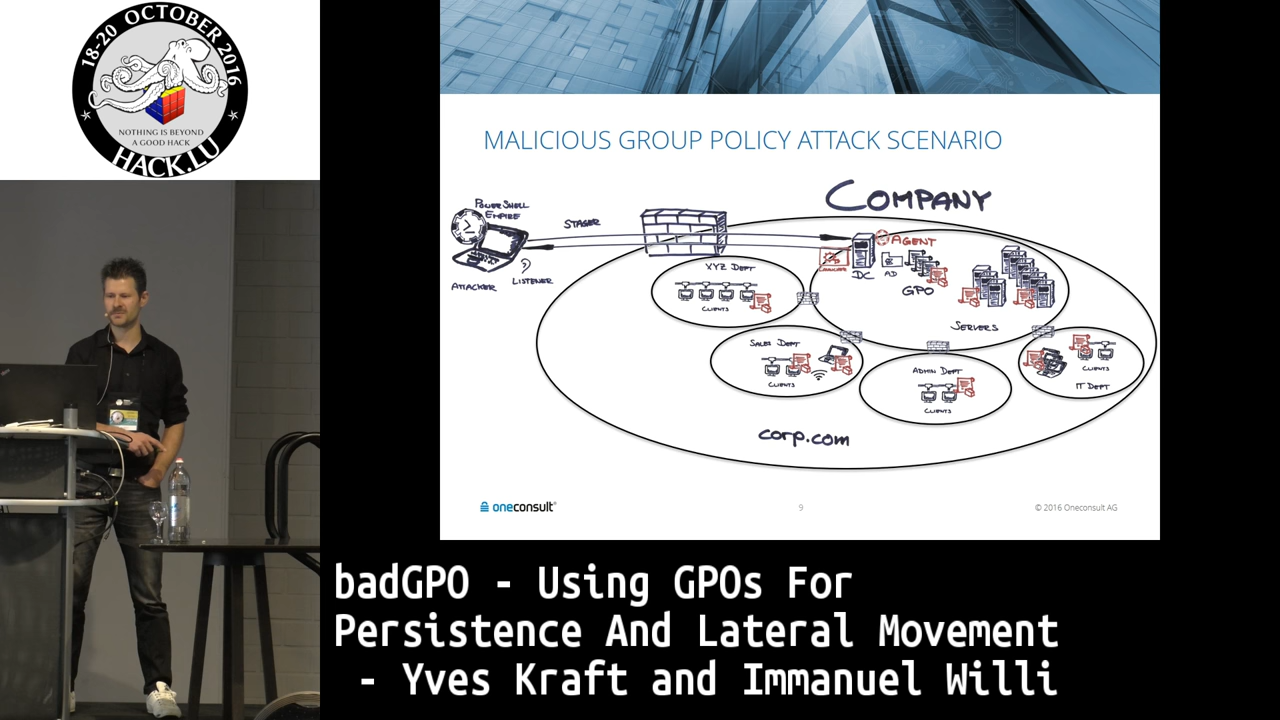 18-20 OCTOBER 2016
NOTHING IS BEYOND
A GOOD HACK
HACK.LU
MALICIOUS GROUP POLICY ATTACK SCENARIO
COMPANY
POWERSHELL
EMPIRE
STAGER
AGENT
LAUNCHER
DC
AD
GPO
LISTENER
ATTACKER
XYZ DEPT
CLIENTS
SERVERS
SALES DEPT
CLIENTS
ADMIN DEPT
CLIENTS
CLIENTS
IT DEPT
corp.com
oneconsult
9
© 2016 Oneconsult AG
badGPO - Using GPOs For
Persistence And Lateral Movement
- Yves Kraft and Immanuel Willi